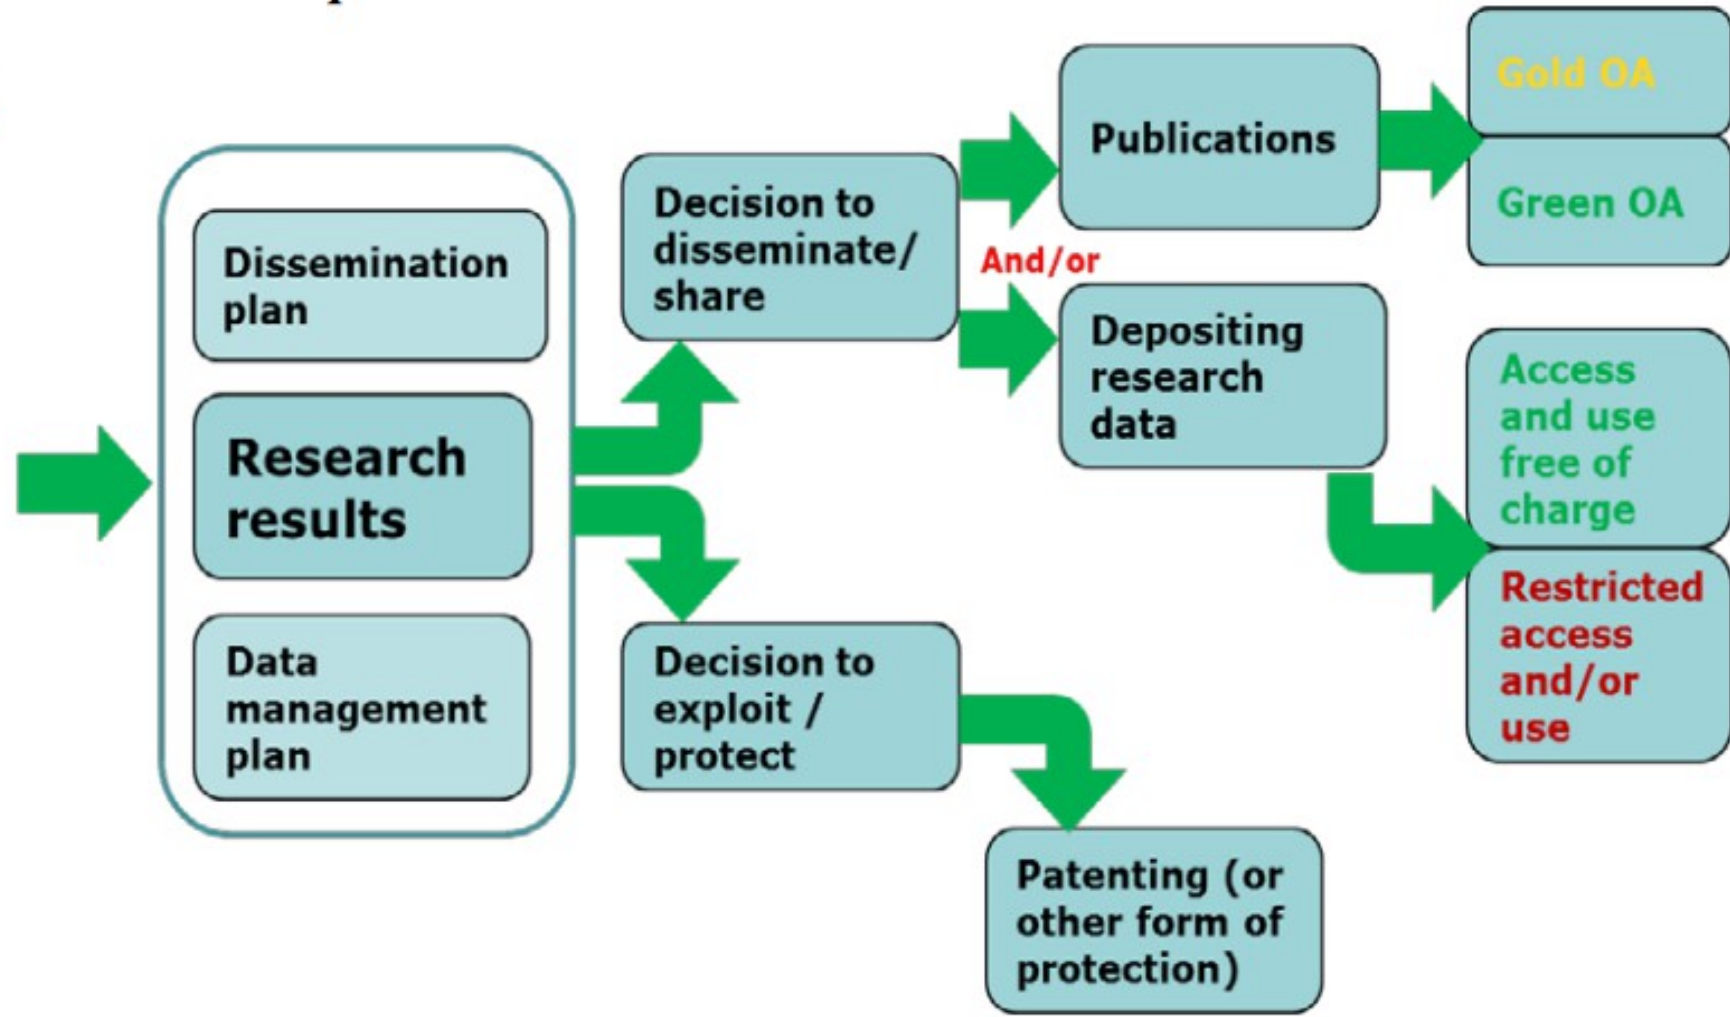 Dissemination
plan
Research
results
Data
management
plan
Decision to
disseminate/
share
Decision to
exploit /
protect
And/or
Publications
Depositing
research
data
Patenting (or
other form of
protection)
Gold OA
Green OA
Access
and use
free of
charge
Restricted
access
and/or
use